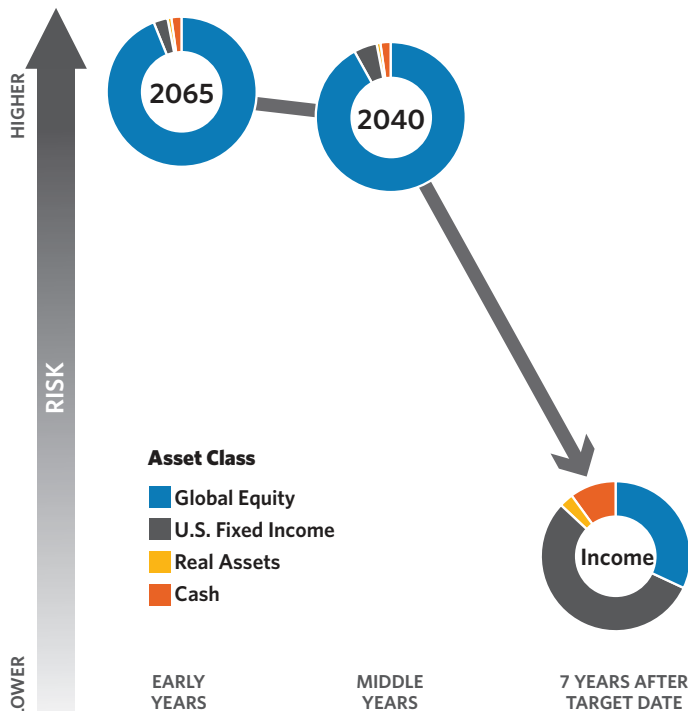 HIGHER
2065
2040
RISK
Asset Class
Global Equity
U.S. Fixed Income
Real Assets
Cash
Income
LOWER
EARLY
YEARS
MIDDLE
YEARS
7 YEARS AFTER
TARGET DATE